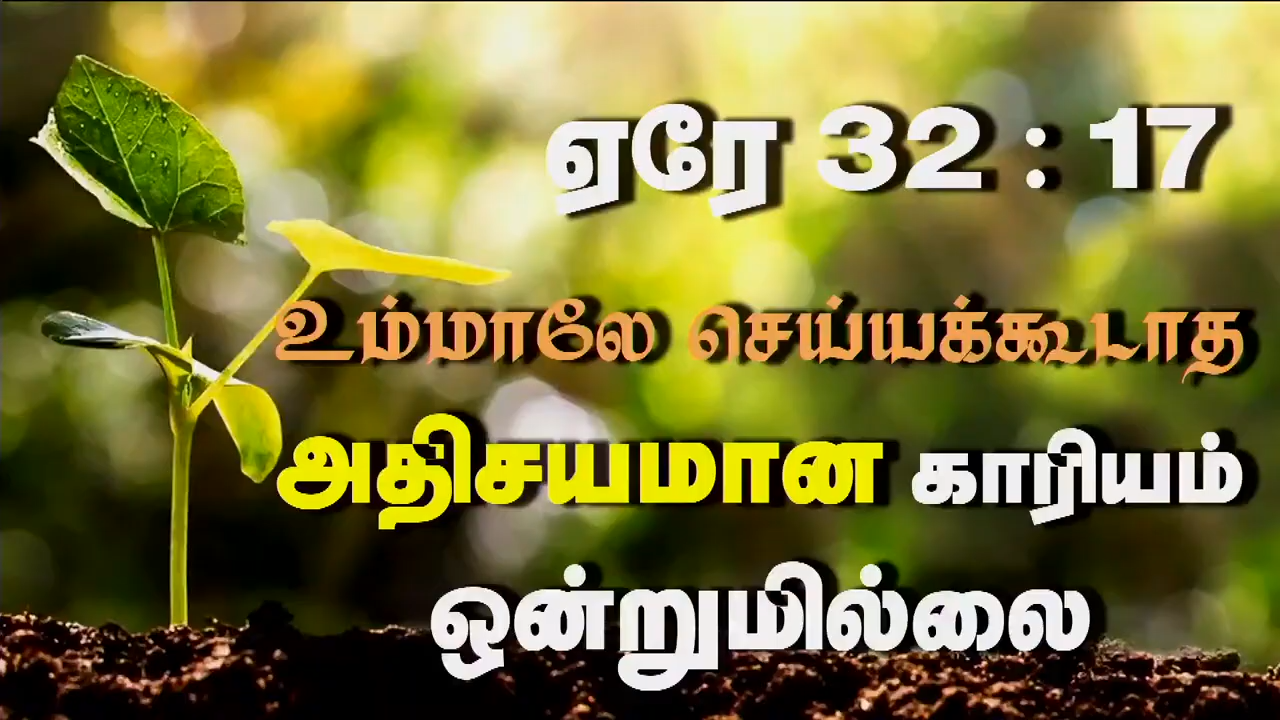 ஏரே 32 : 17
உம்மாலே செய்யக்கூடாத
அதிசயமான காரியம்
ஒன்றுமில்லை